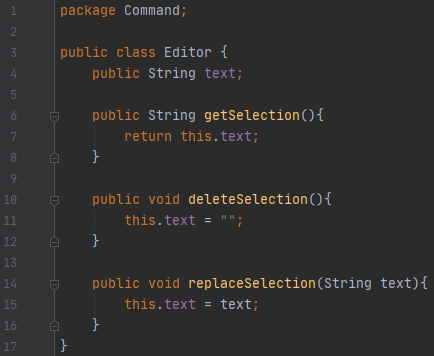 1 package Command;
2
3 public class Editor {
4     public String text;
5
6     public String getSelection(){
7         return this.text;
8     }
9
10     public void deleteSelection(){
11         this.text = "";
12     }
13
14     public void replaceSelection(String text){
15         this.text = text;
16     }
17 }